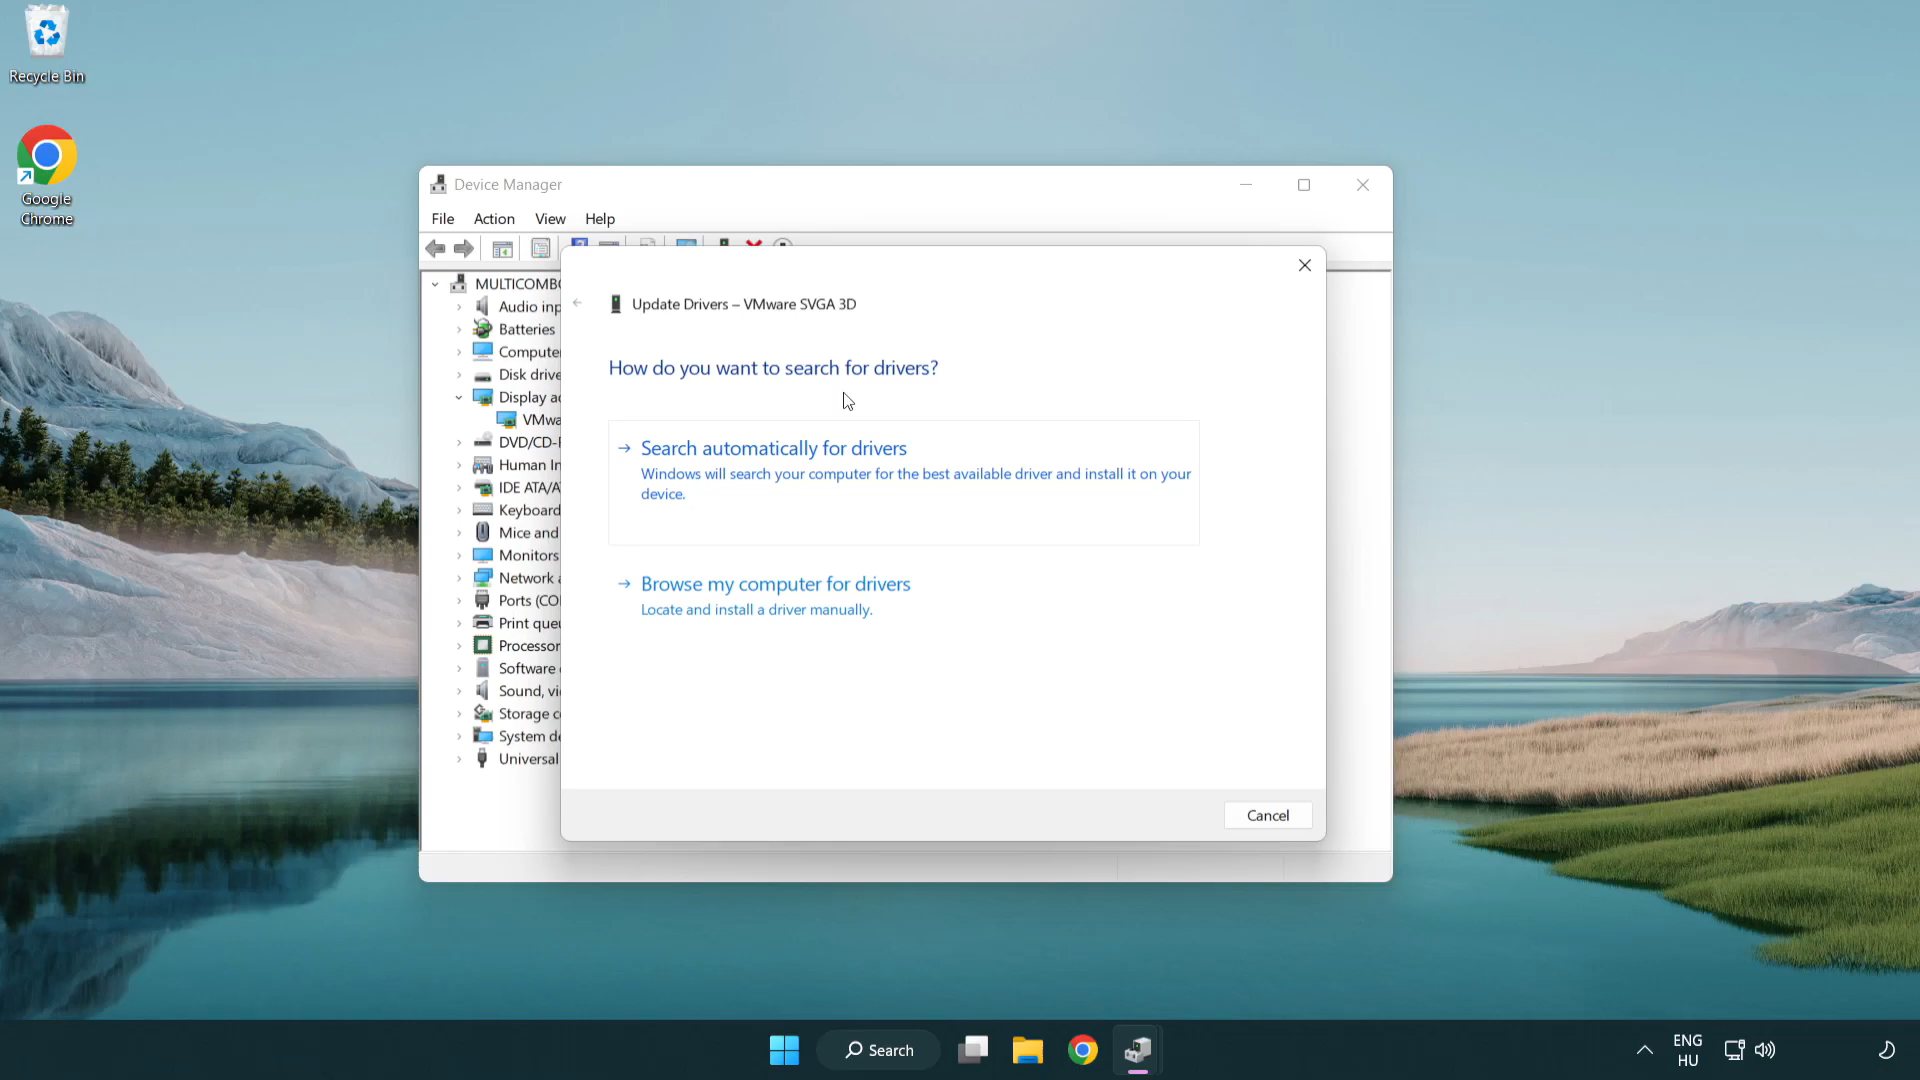 Recycle Bin
Google
Chrome
Device Manager
File Action View Help
MULTICOMBO
Audio inp
Batteries
Compute
Disk drive
Display ad
VMwa
DVD/CD-R
Human In
IDE ATA/AT
Keyboard
Mice and
Monitors
Network a
Ports (CO
Print que
Processor
Software
Sound, vi
Storage c
System de
Universal
Update Drivers – VMware SVGA 3D
How do you want to search for drivers?
Search automatically for drivers
Windows will search your computer for the best available driver and install it on your
device.
Browse my computer for drivers
Locate and install a driver manually.
Cancel
Search
ENG
HU